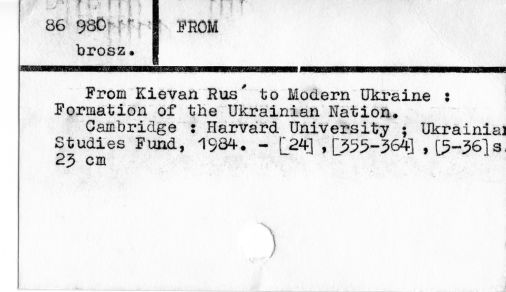 86 980
FROM
brosz.
From Kievan Rus´ to Modern Ukraine :
Formation of the Ukrainian Nation.
Cambridge : Harvard University ; Ukrainian
Studies Fund, 1984. - [24] , [355-364] , [5-36] s.
23 cm